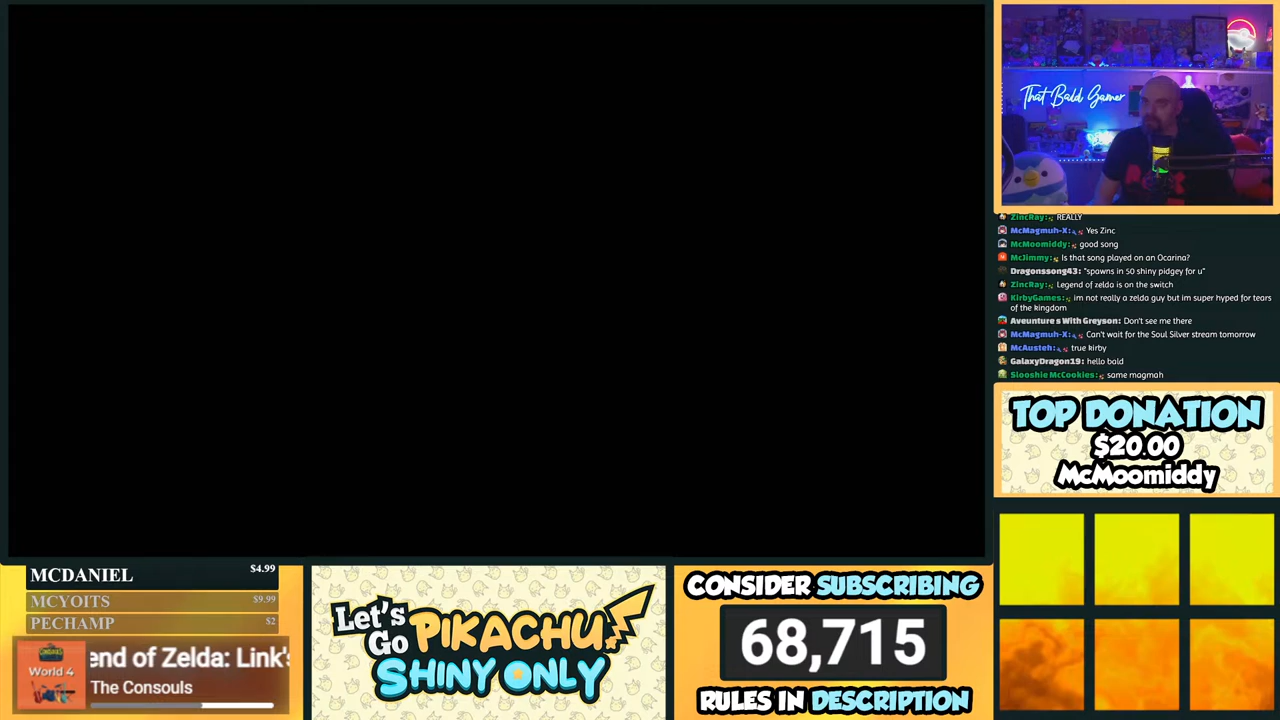 That Bald Gamer
ZincRay: REALLY
McMagmuh-X: Yes Zinc
McMoomiddy: good song
McJimmy: Is that song played on an Ocarina?
Dragonssong43: "spawns in 50 shiny pidgey for u"
ZincRay: Legend of zelda is on the switch
KirbyGames: im not really a zelda guy but im super hyped for tears
of the kingdom
Aveunture s With Greyson: Don't see me there
McMagmuh-X: Can't wait for the Soul Silver stream tomorrow
McAusteh: true kirby
GalaxyDragon19: hello bald
Slooshie McCookies: same magmah
TOP DONATION
$20.00
McMoomiddy
MCDANIEL $4.99
MCYOITS $9.99
PECHAMP $2
World 4
end of Zelda: Link's
The Consouls
Let's
Go PIKACHU
SHINY ONLY
CONSIDER SUBSCRIBING
68,715
RULES IN DESCRIPTION